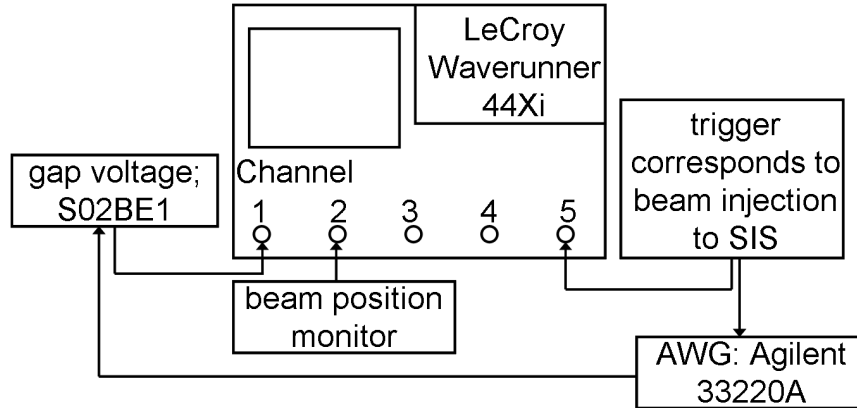 LeCroy
Waverunner
44Xi
trigger
corresponds to
beam injection
to SIS
gap voltage;
S02BE1
Channel
1 2 3 4 5
beam position
monitor
AWG: Agilent
33220A